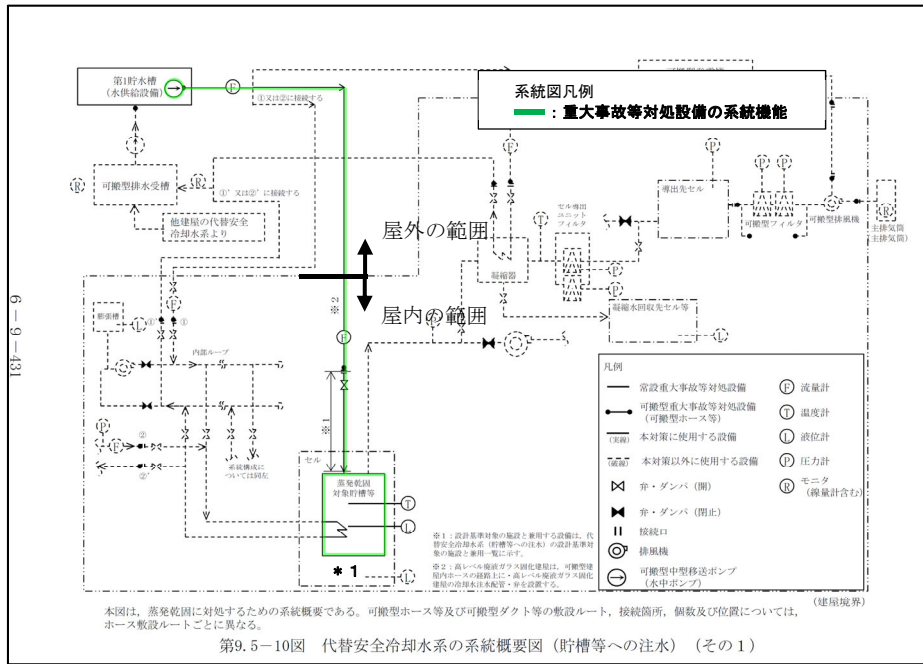 第1貯水槽
(水供給設備)
F
①又は②に接続する
系統図凡例
:重大事故等対処設備の系統機能
T
R
可搬型排水受槽
R
①’又は②’に接続する
他建屋の代替安全
冷却水系より
屋外の範囲
屋内の範囲
F
凝縮器
T
セル導出
ユニット
フィルタ
P
P
導出先セル
P
P
P
可搬型フィルタ
可搬型排風機
R
主排気筒
(主排気筒)
凝縮水回収先セル等
L
※2
F
※1
膨張槽
L
①’
F
①
内部ループ
P
F
②
②’
系統構成に
ついては同左
セル
蒸発乾固
対象貯槽等
T
L
L
*1
凡例
常設重大事故等対処設備
可搬型重大事故等対処設備
(可搬型ホース等)
(実線)
本対策に使用する設備
(破線)
本対策以外に使用する設備
弁・ダンパ(開)
弁・ダンパ(閉止)
接続口
排風機
可搬型中型移送ポンプ
(水中ポンプ)
F 流量計
T 温度計
L 液位計
P 圧力計
R モニタ
(線量計含む)
※1:設計基準対象の施設と兼用する設備は、代
替安全冷却水系(貯槽等への注水)の設計基準対
象の施設と兼用一覧に示す。
※2:高レベル廃液ガラス固化建屋は、可搬型建
屋内ホースの経路上に・高レベル廃液ガラス固化
建屋の冷却水注水配管・弁を設置する。
(建屋境界)
本図は,蒸発乾固に対処するための系統概要である。可搬型ホース等及び可搬型ダクト等の敷設ルート,接続箇所,個数及び位置については,
ホース敷設ルートごとに異なる。
第9.5-10図 代替安全冷却水系の系統概要図(貯槽等への注水)(その1)
6-9-431